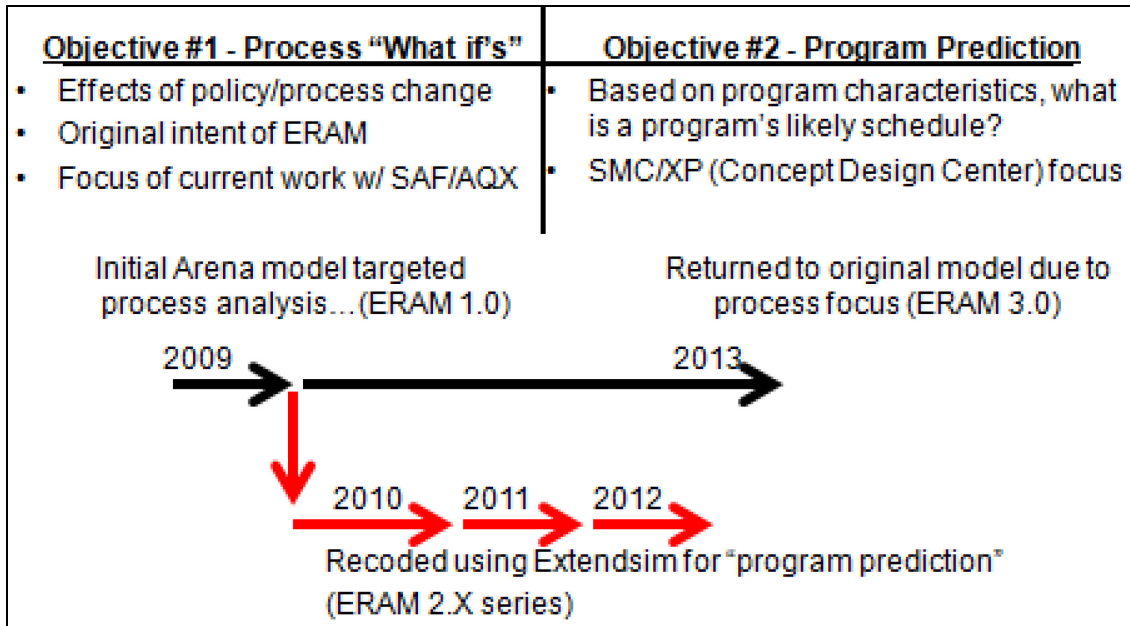 Objective #1 - Process “What if's”
• Effects of policy/process change
• Original intent of ERAM
• Focus of current work w/ SAF/AQX
Objective #2 - Program Prediction
• Based on program characteristics, what
is a program's likely schedule?
• SMC/XP (Concept Design Center) focus
Initial Arena model targeted
process analysis... (ERAM 1.0)
Returned to original model due to
process focus (ERAM 3.0)
2009
2013
2010
2011
2012
Recoded using Extendsim for “program prediction”
(ERAM 2.X series)